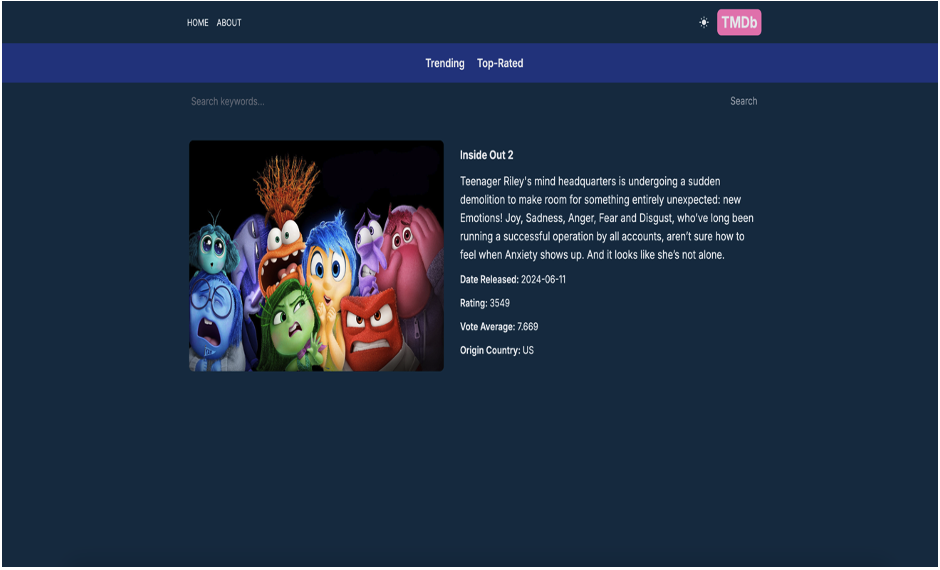 HOME ABOUT TMDb
Trending Top-Rated
Search keywords... Search
Inside Out 2
Teenager Riley's mind headquarters is undergoing a sudden
demolition to make room for something entirely unexpected: new
Emotions! Joy, Sadness, Anger, Fear and Disgust, who've long been
running a successful operation by all accounts, aren't sure how to
feel when Anxiety shows up. And it looks like she's not alone.
Date Released: 2024-06-11
Rating: 3549
Vote Average: 7.669
Origin Country: US